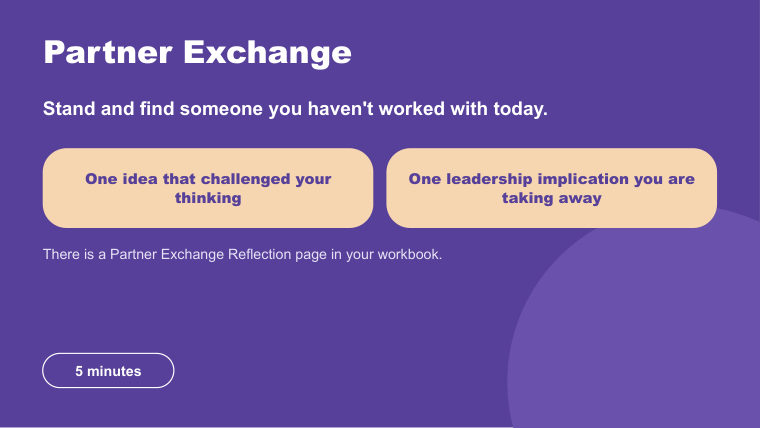 Partner Exchange
Stand and find someone you haven't worked with today.
One idea that challenged your
thinking
One leadership implication you are
taking away
There is a Partner Exchange Reflection page in your workbook.
5 minutes